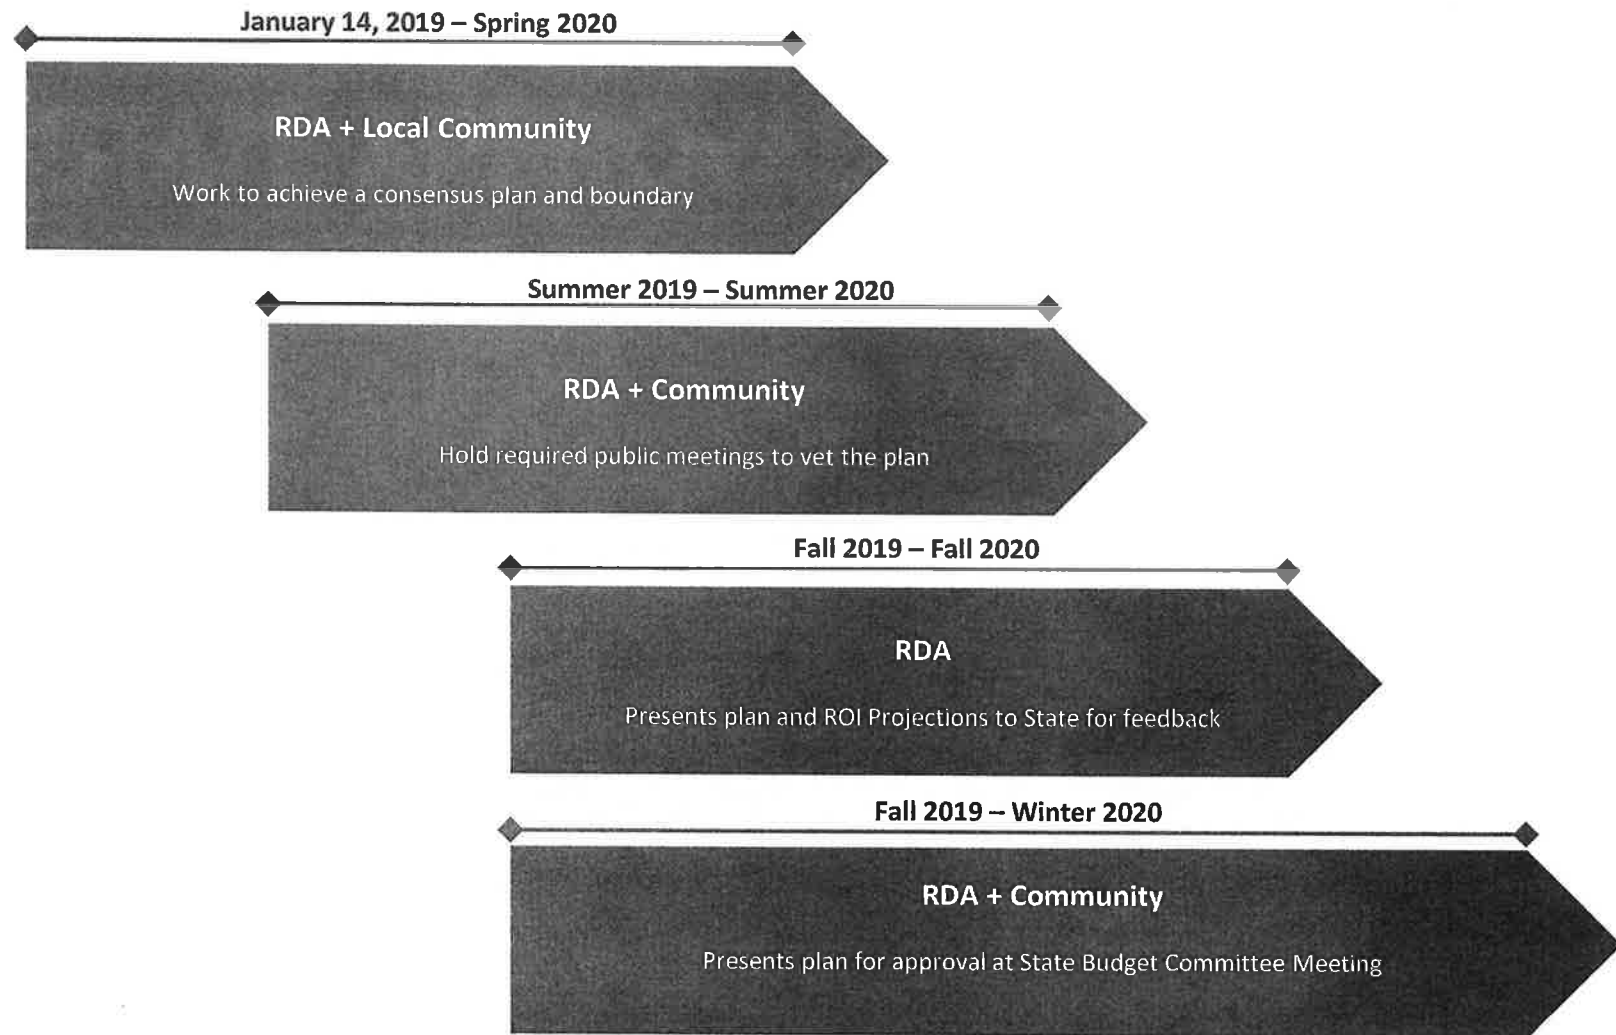 January 14, 2019 – Spring 2020
RDA + Local Community
Work to achieve a consensus plan and boundary
Summer 2019 – Summer 2020
RDA + Community
Hold required public meetings to vet the plan
Fall 2019 – Fall 2020
RDA
Presents plan and ROI Projections to State for feedback
Fall 2019 – Winter 2020
RDA + Community
Presents plan for approval at State Budget Committee Meeting